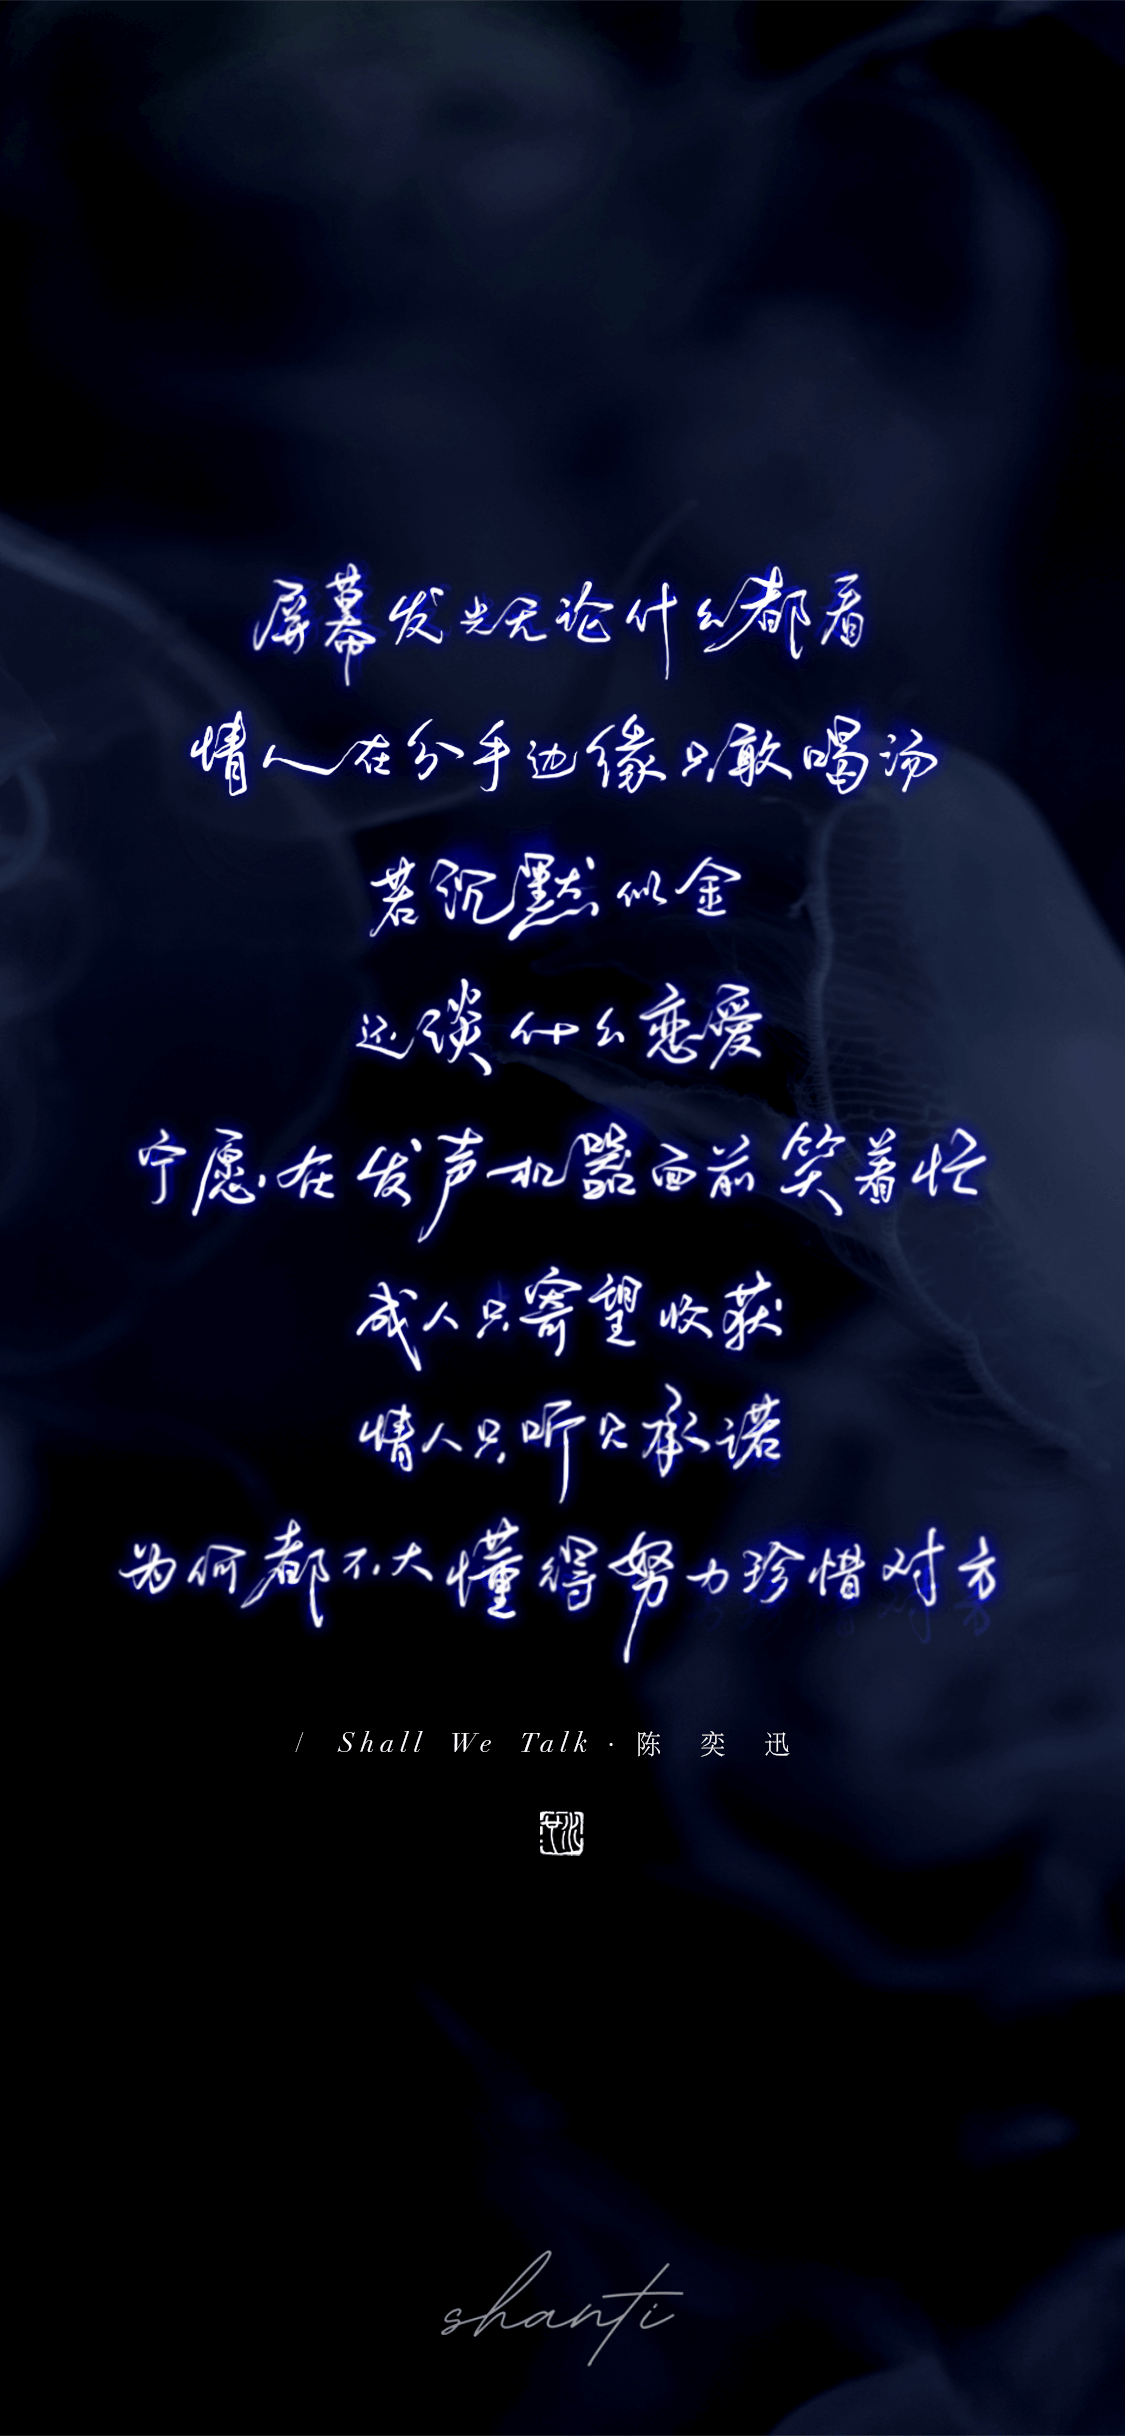 屏幕发光无论什么都看
情人在分手边缘只敢喝汤
若沉默似金
还谈什么恋爱
宁愿在发声机器面前笑着忙
成人只寄望收获
情人只听见承诺
为何都不大懂得努力珍惜对方
/ Shall We Talk · 陈 奕 迅
shanti